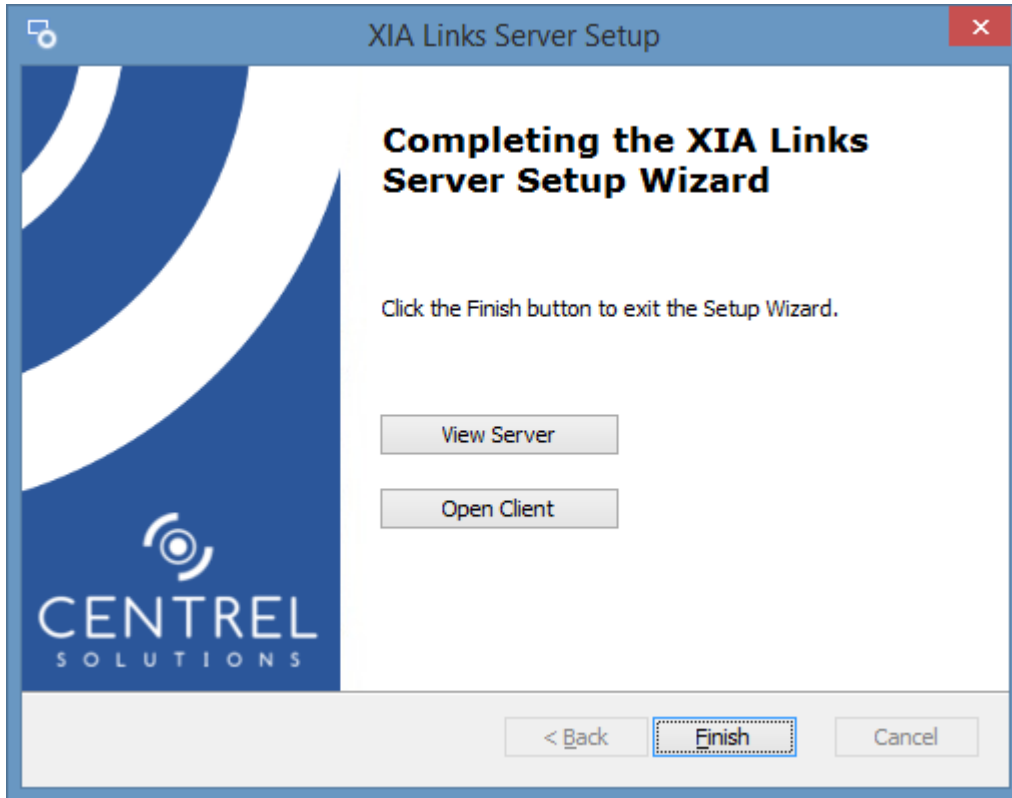 XIA Links Server Setup
Completing the XIA Links
Server Setup Wizard
Click the Finish button to exit the Setup Wizard.
View Server
Open Client
CENTREL
SOLUTIONS
< Back
Finish
Cancel